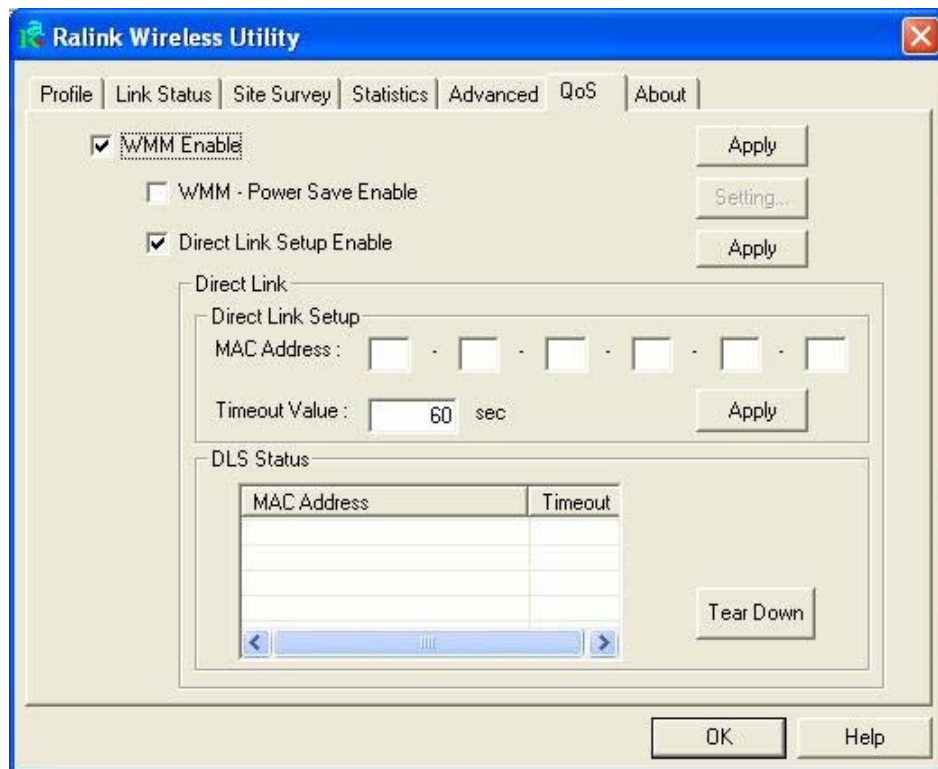 Ralink Wireless Utility
Profile Link Status Site Survey Statistics Advanced QoS About
WMM Enable Apply
WMM - Power Save Enable Setting...
Direct Link Setup Enable Apply
Direct Link
Direct Link Setup
MAC Address : - - - - -
Timeout Value : 60 sec Apply
DLS Status
MAC Address Timeout
Tear Down
OK Help